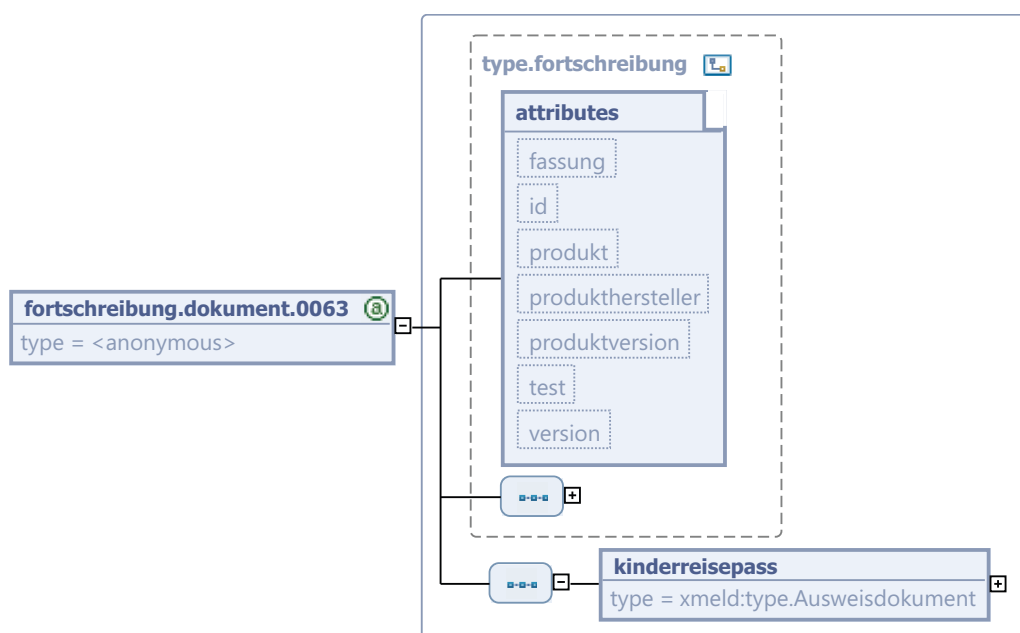 type.fortschreibung
attributes
fassung
id
produkt
produkthersteller
produktversion
test
version
fortschreibung.dokument.0063 @
type = <anonymous>
kinderreisepass
type = xmeld:type.Ausweisdokument